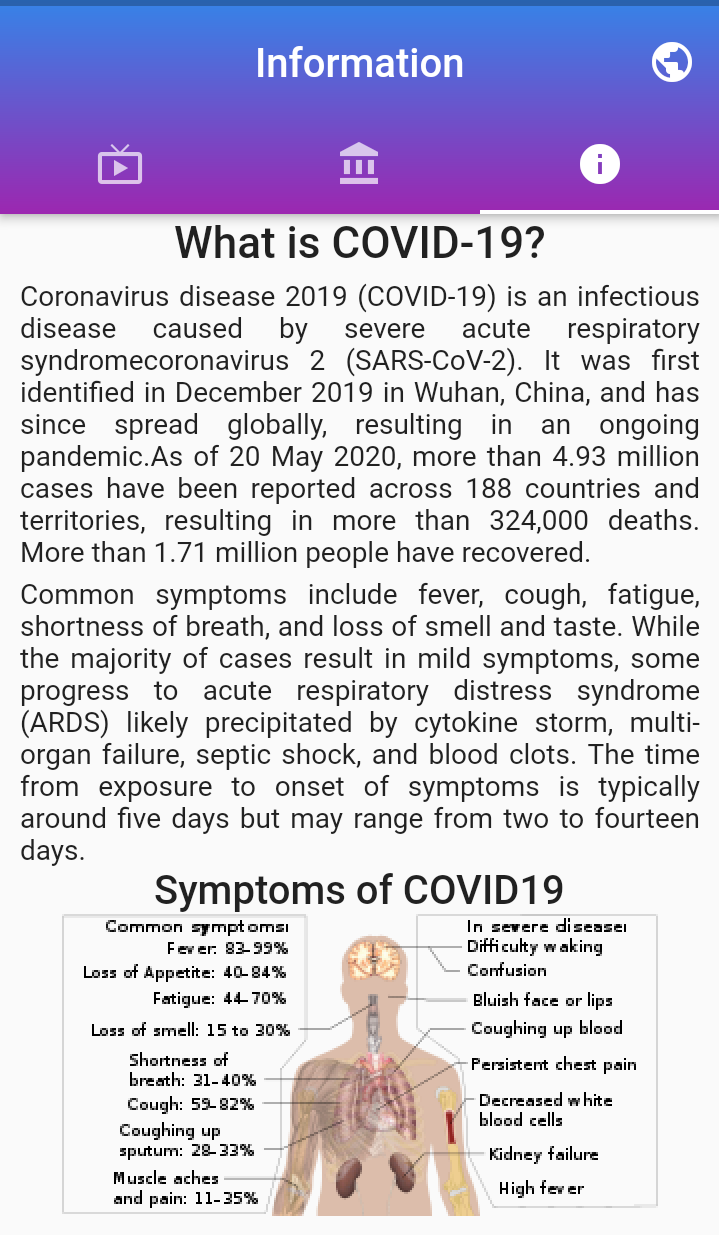 Information
What is COVID-19?
Coronavirus disease 2019 (COVID-19) is an infectious
disease caused by severe acute respiratory
syndromecoronavirus 2 (SARS-CoV-2). It was first
identified in December 2019 in Wuhan, China, and has
since spread globally, resulting in an ongoing
pandemic.As of 20 May 2020, more than 4.93 million
cases have been reported across 188 countries and
territories, resulting in more than 324,000 deaths.
More than 1.71 million people have recovered.
Common symptoms include fever, cough, fatigue,
shortness of breath, and loss of smell and taste. While
the majority of cases result in mild symptoms, some
progress to acute respiratory distress syndrome
(ARDS) likely precipitated by cytokine storm, multi-
organ failure, septic shock, and blood clots. The time
from exposure to onset of symptoms is typically
around five days but may range from two to fourteen
days.
Symptoms of COVID19
Common symptoms:
Fever: 83-99%
Loss of Appetite: 40-84%
Fatigue: 44-70%
Loss of smell: 15 to 30%
Shortness of
breath: 31-40%
Cough: 59-82%
Coughing up
sputum: 28-33%
Muscle aches
and pain: 11-35%
In severe disease:
Difficulty waking
Confusion
Bluish face or lips
Coughing up blood
Persistent chest pain
Decreased white
blood cells
Kidney failure
High fever